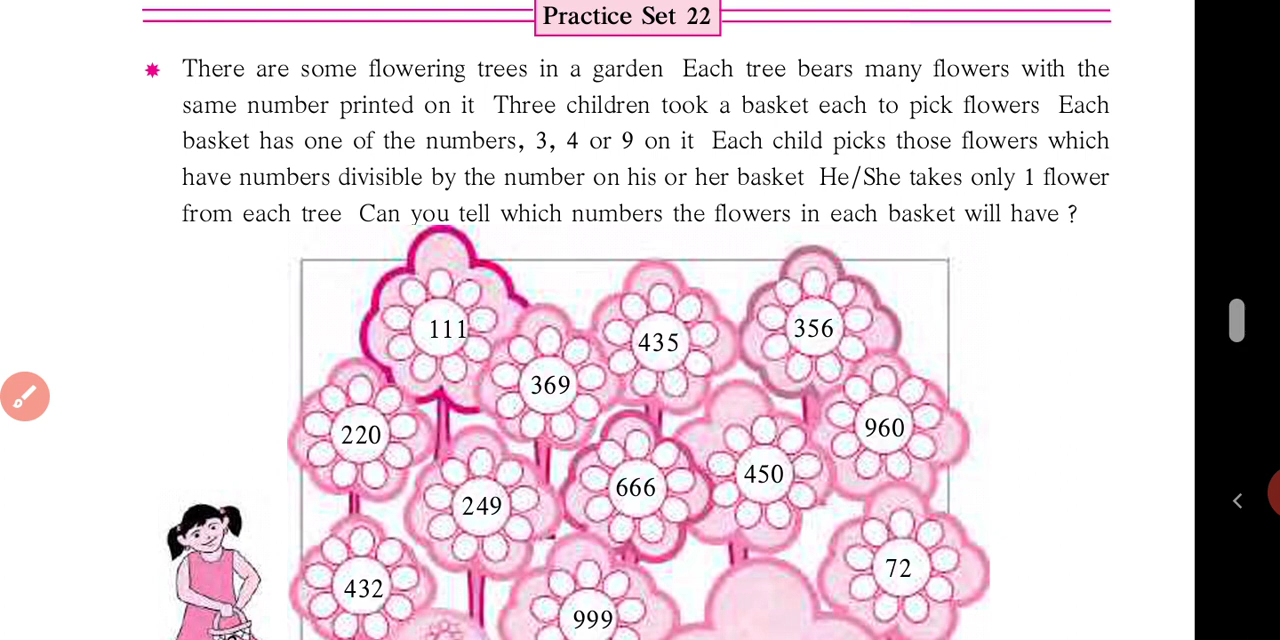 Practice Set 22
There are some flowering trees in a garden Each tree bears many flowers with the
same number printed on it Three children took a basket each to pick flowers Each
basket has one of the numbers, 3, 4 or 9 on it Each child picks those flowers which
have numbers divisible by the number on his or her basket He/She takes only 1 flower
from each tree Can you tell which numbers the flowers in each basket will have ?
111
356
435
369
220
960
450
666
249
72
432
999